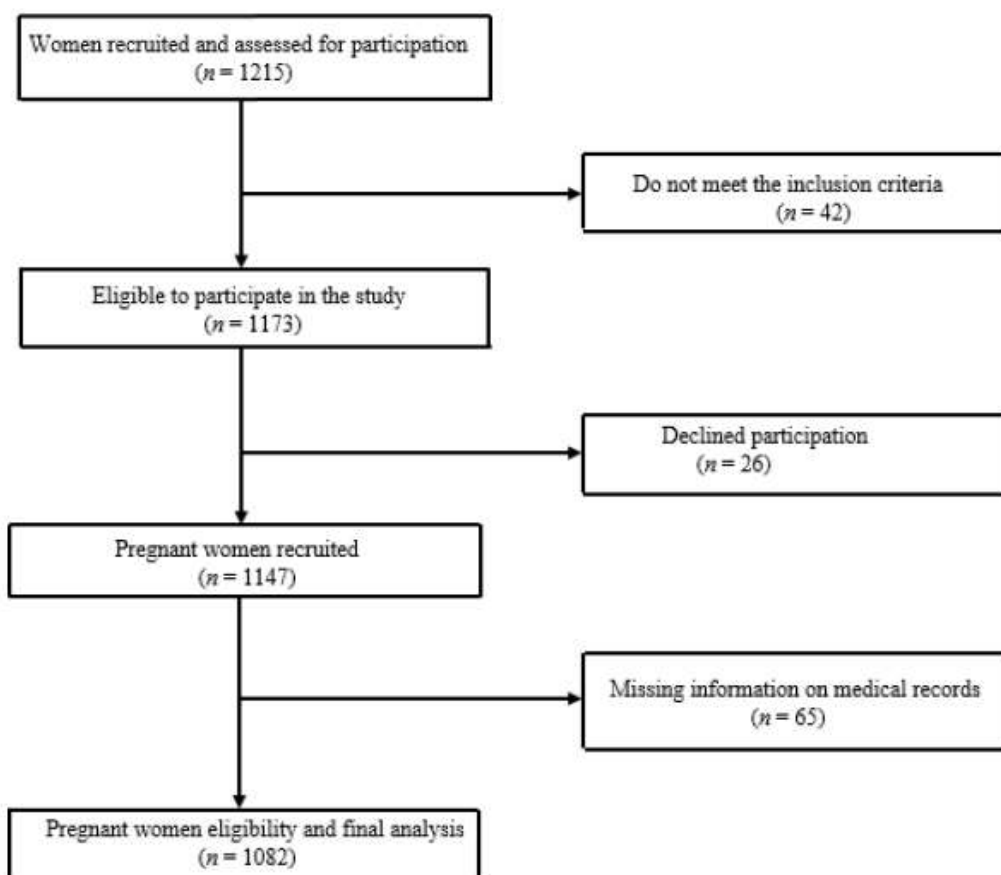 Women recruited and assessed for participation
(n = 1215)
Do not meet the inclusion criteria
(n = 42)
Eligible to participate in the study
(n = 1173)
Declined participation
(n = 26)
Pregnant women recruited
(n = 1147)
Missing information on medical records
(n = 65)
Pregnant women eligibility and final analysis
(n = 1082)